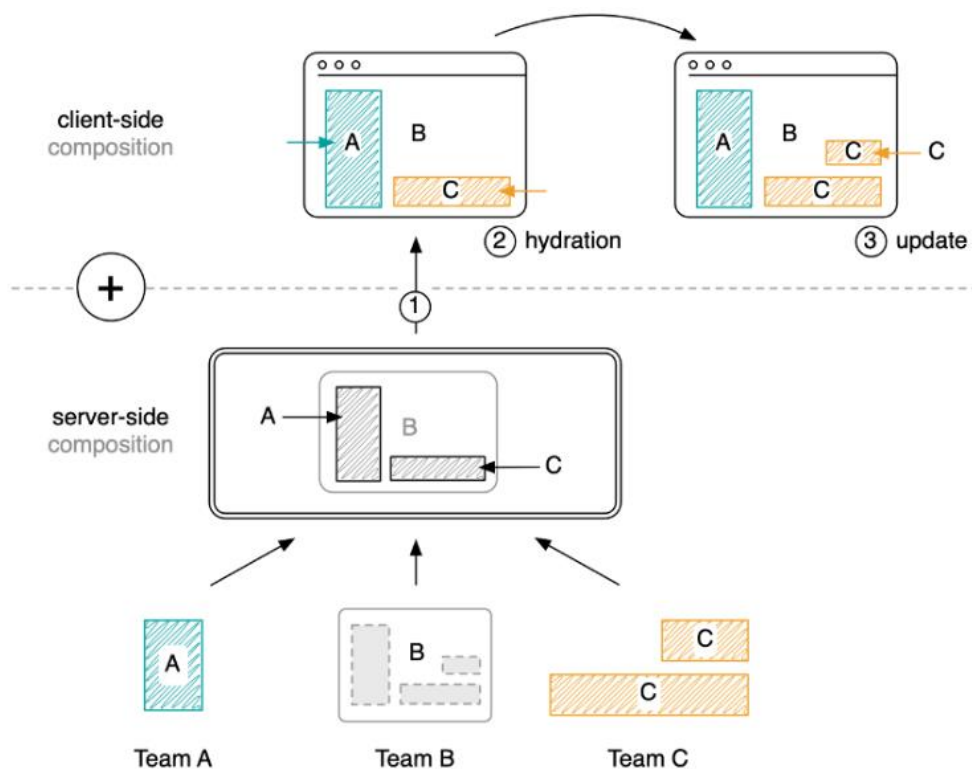 client-side
composition
A
B
C
② hydration
A
B
C
C
C
③ update
+
①
server-side
composition
A
B
C
A
B
C
C
Team A
Team B
Team C